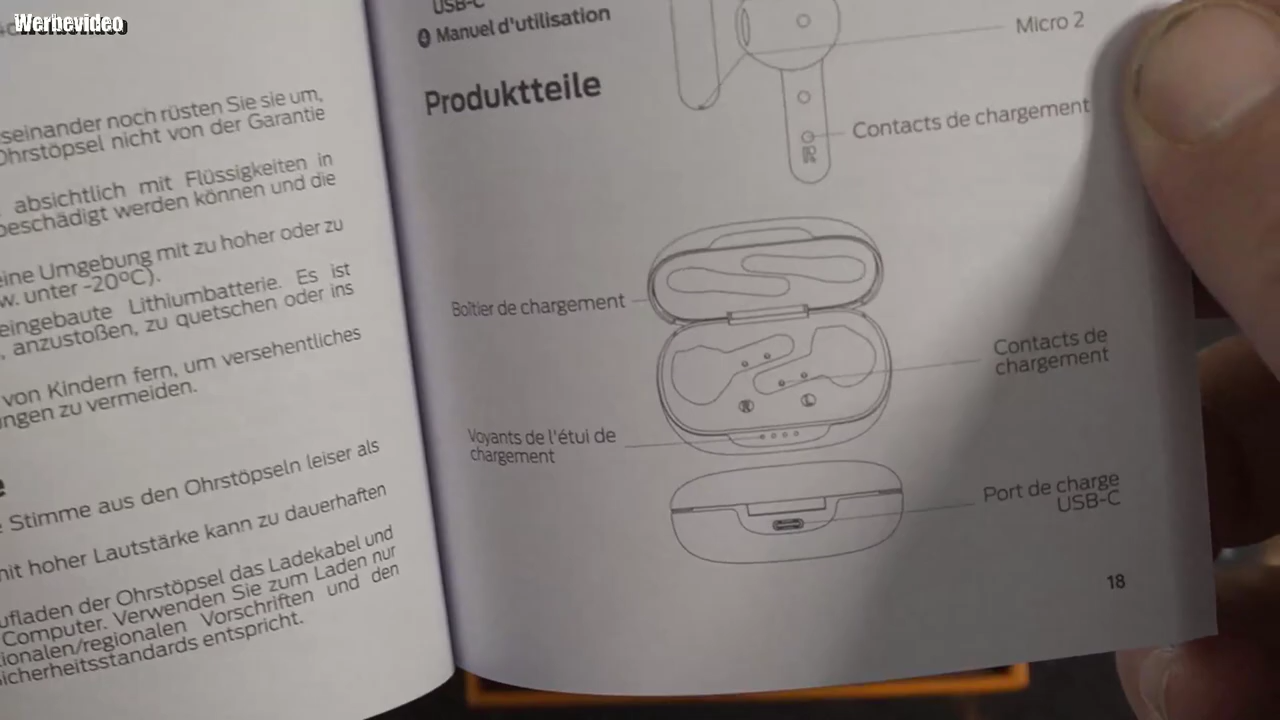 Werbevideo
seinander noch rüsten Sie sie um,
Ohrstöpsel nicht von der Garantie
absichtlich mit Flüssigkeiten in
beschädigt werden können und die
eine Umgebung mit zu hoher oder zu
w. unter -20°C).
eingebaute Lithiumbatterie. Es ist
, anzustoßen, zu quetschen oder ins
von Kindern fern, um versehentliches
ngen zu vermeiden.
e
Stimme aus den Ohrstöpseln leiser als
mit hoher Lautstärke kann zu dauerhaften
ufladen der Ohrstöpsel das Ladekabel und
Computer. Verwenden Sie zum Laden nur
ionalen/regionalen Vorschriften und den
icherheitsstandards entspricht.
USB-C
Manuel d'utilisation
Produktteile
Micro 2
Contacts de chargement
R
Boîtier de chargement
Contacts de
chargement
R L
Voyants de l'étui de
chargement
Port de charge
USB-C
18